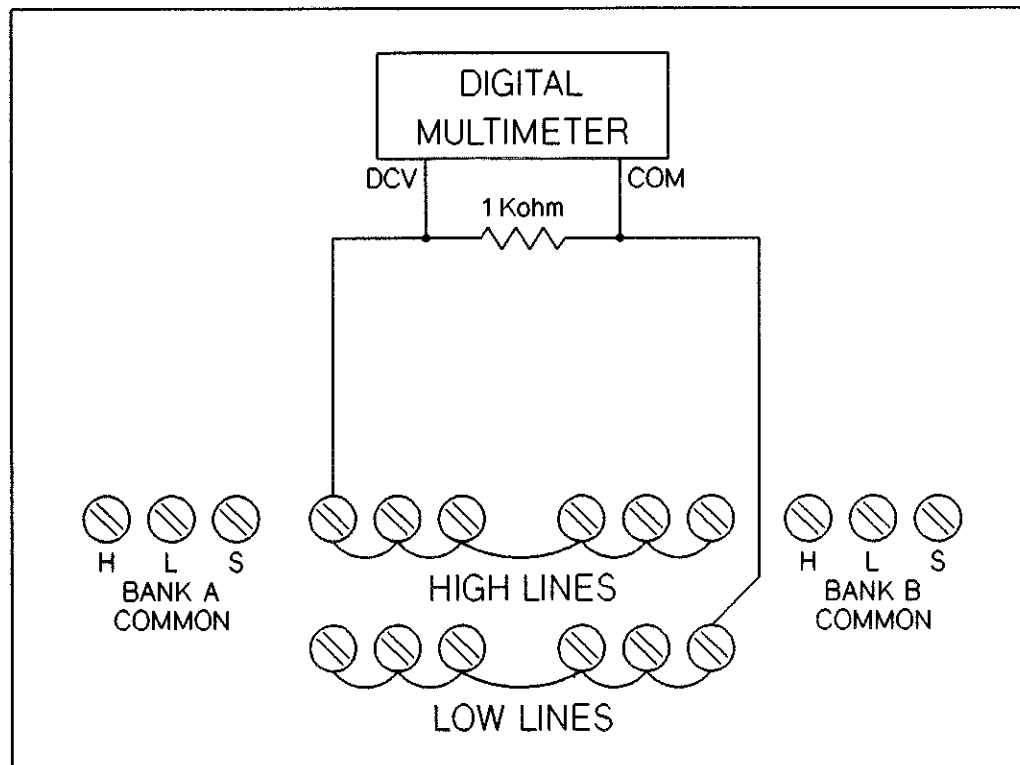 DIGITAL
MULTIMETER
DCV
COM
1 Kohm
H L S
BANK A
COMMON
HIGH LINES
H L S
BANK B
COMMON
LOW LINES